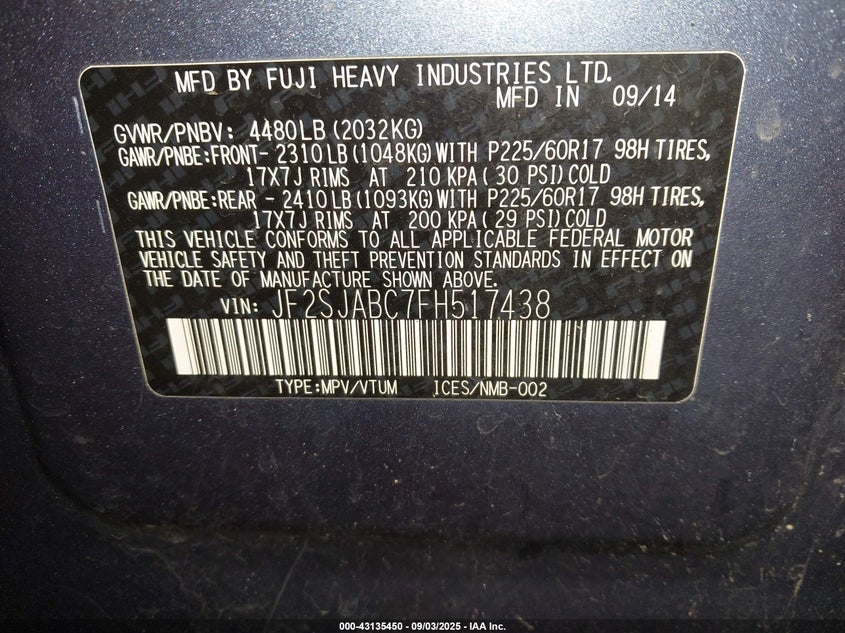 MFD BY FUJI HEAVY INDUSTRIES LTD.
MFD IN 09/14
GVWR/PNBV: 4480LB (2032KG)
GAWR/PNBE:FRONT- 2310LB (1048KG) WITH P225/60R17 98H TIRES,
17X7J RIMS AT 210 KPA ( 30 PSI) COLD
GAWR/PNBE:REAR - 2410LB (1093KG) WITH P225/60R17 98H TIRES,
17X7J RIMS AT 200 KPA ( 29 PSI) COLD
THIS VEHICLE CONFORMS TO ALL APPLICABLE FEDERAL MOTOR
VEHICLE SAFETY AND THEFT PREVENTION STANDARDS IN EFFECT ON
THE DATE OF MANUFACTURE SHOWN ABOVE.
VIN: JF2SJABC7FH517438
TYPE:MPV/VTUM ICES/NMB-002
000-43135450 - 09/03/2025 - IAA Inc.